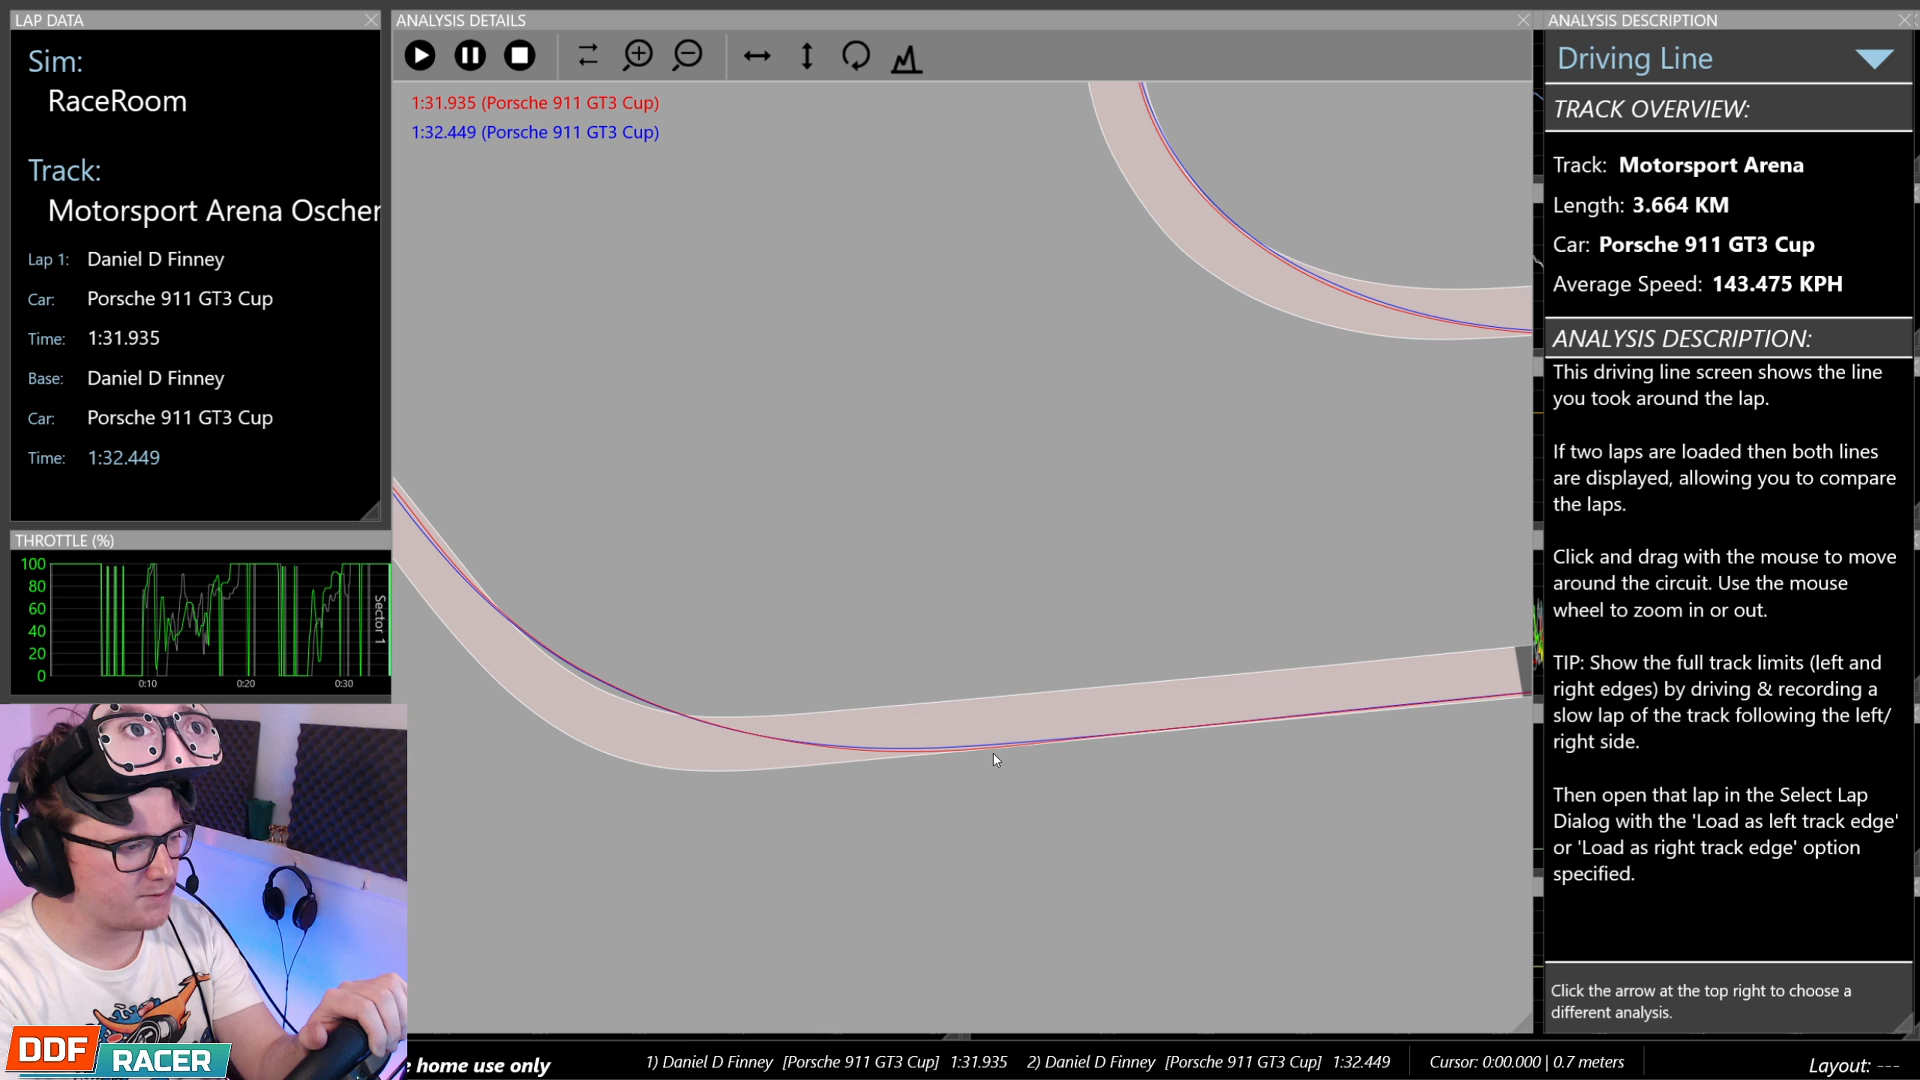 LAP DATA
Sim:
RaceRoom
Track:
Motorsport Arena Oscher
Lap 1: Daniel D Finney
Car: Porsche 911 GT3 Cup
Time: 1:31.935
Base: Daniel D Finney
Car: Porsche 911 GT3 Cup
Time: 1:32.449
THROTTLE (%)
100
80
60
40
20
0
0:10 0:20 0:30
Sector 1
ANALYSIS DETAILS
1:31.935 (Porsche 911 GT3 Cup)
1:32.449 (Porsche 911 GT3 Cup)
ANALYSIS DESCRIPTION
Driving Line
TRACK OVERVIEW:
Track: Motorsport Arena
Length: 3.664 KM
Car: Porsche 911 GT3 Cup
Average Speed: 143.475 KPH
ANALYSIS DESCRIPTION:
This driving line screen shows the line
you took around the lap.
If two laps are loaded then both lines
are displayed, allowing you to compare
the laps.
Click and drag with the mouse to move
around the circuit. Use the mouse
wheel to zoom in or out.
TIP: Show the full track limits (left and
right edges) by driving & recording a
slow lap of the track following the left/
right side.
Then open that lap in the Select Lap
Dialog with the 'Load as left track edge'
or 'Load as right track edge' option
specified.
Click the arrow at the top right to choose a
different analysis.
DDF
RACER
home use only
1) Daniel D Finney [Porsche 911 GT3 Cup] 1:31.935 2) Daniel D Finney [Porsche 911 GT3 Cup] 1:32.449
Cursor: 0:00.000 | 0.7 meters
Layout: ---